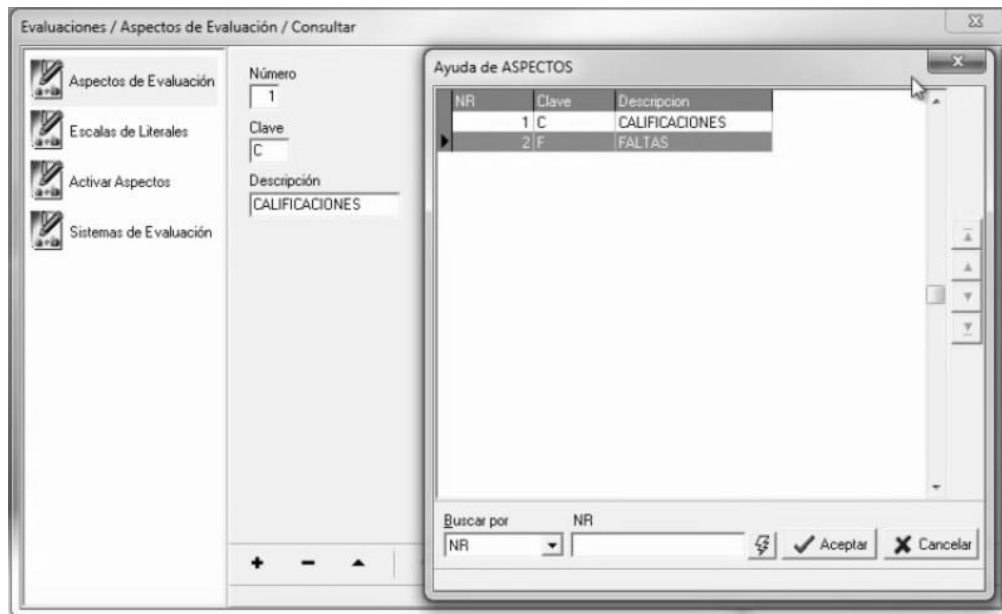 Evaluaciones / Aspectos de Evaluación / Consultar
Aspectos de Evaluación
Escalas de Literales
Activar Aspectos
Sistemas de Evaluación
Número
1
Clave
C
Descripción
CALIFICACIONES
Ayuda de ASPECTOS
NR Clave Descripcion
1 C CALIFICACIONES
2 F FALTAS
Buscar por NR
NR
Aceptar Cancelar